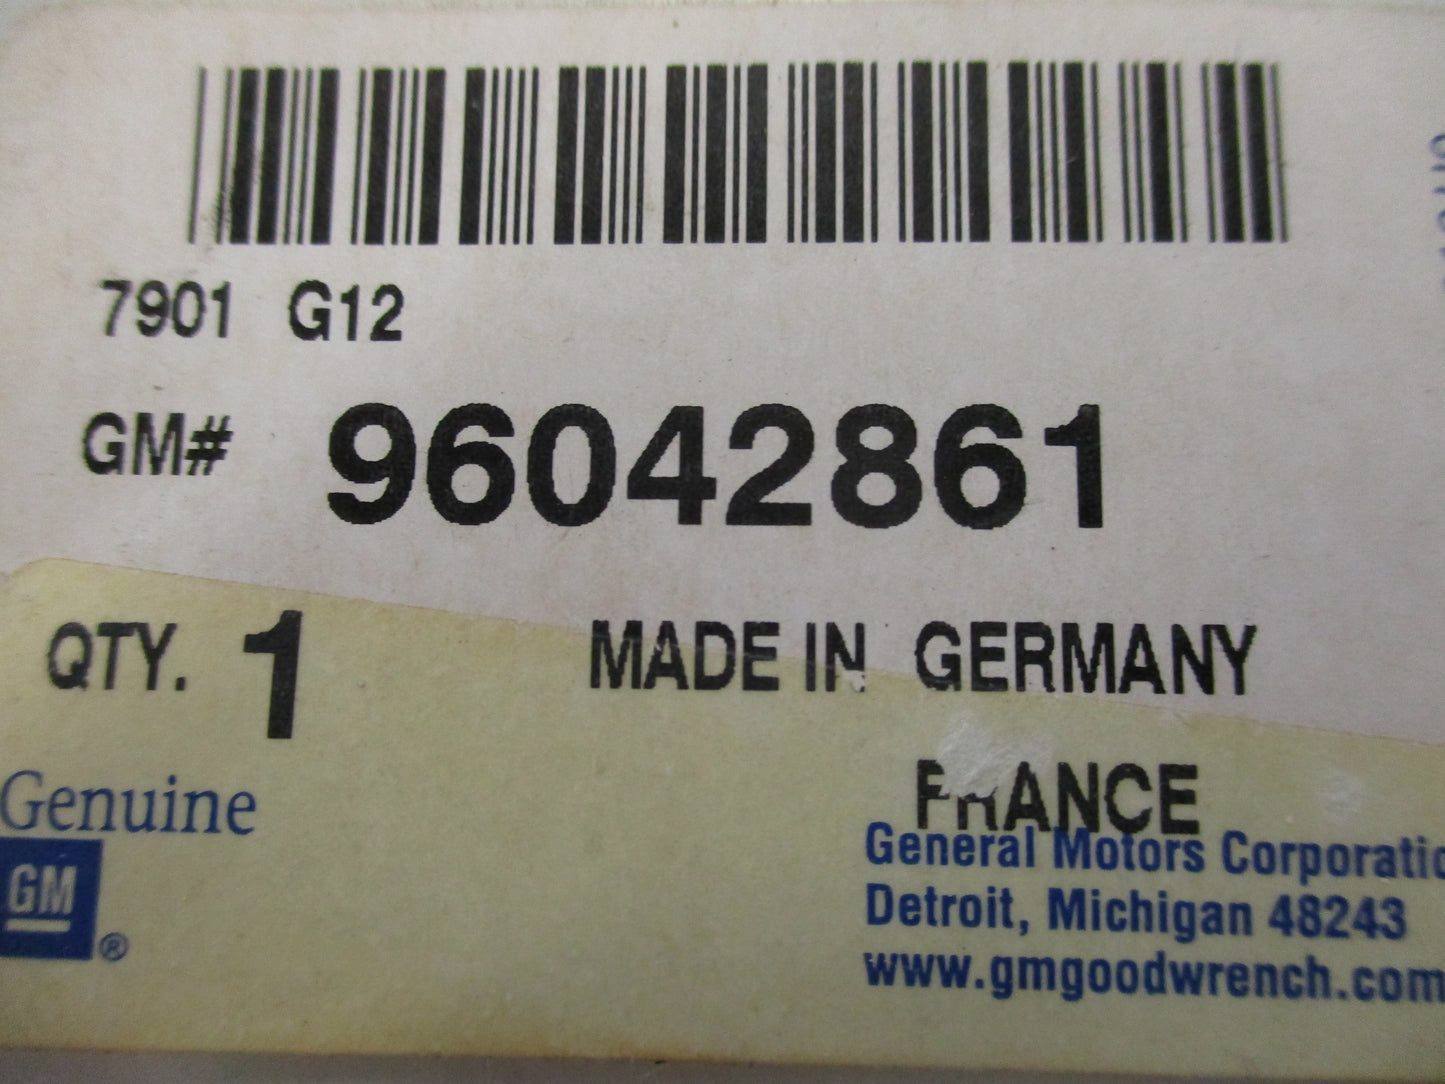 7901 G12
GM# 96042861
QTY. 1 MADE IN GERMANY
FRANCE
Genuine
GM ®
General Motors Corporatio
Detroit, Michigan 48243
www.gmgoodwrench.com